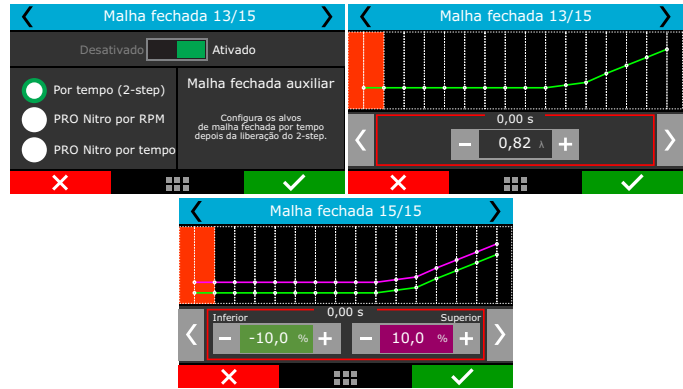 Malha fechada 13/15
Desativado Ativado
Por tempo (2-step)
PRO Nitro por RPM
PRO Nitro por tempo
Malha fechada auxiliar
Configura os alvos
de malha fechada por tempo
depois da liberação do 2-step.
Malha fechada 13/15
0,00 s
0,82 λ
Malha fechada 15/15
0,00 s
Inferior Superior
-10,0 % 10,0 %